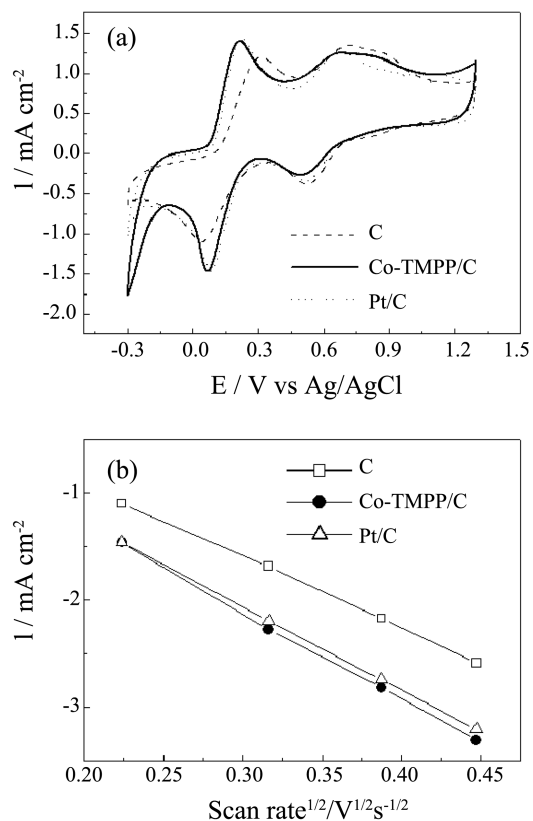 (a)
1.5
1.0
0.5
0.0
-0.5
-1.0
-1.5
-2.0
I / mA cm-2
C
Co-TMPP/C
Pt/C
-0.3 0.0 0.3 0.6 0.9 1.2 1.5
E / V vs Ag/AgCl
(b)
-1
-2
-3
I / mA cm-2
C
Co-TMPP/C
Pt/C
0.20 0.25 0.30 0.35 0.40 0.45
Scan rate1/2/V1/2s-1/2